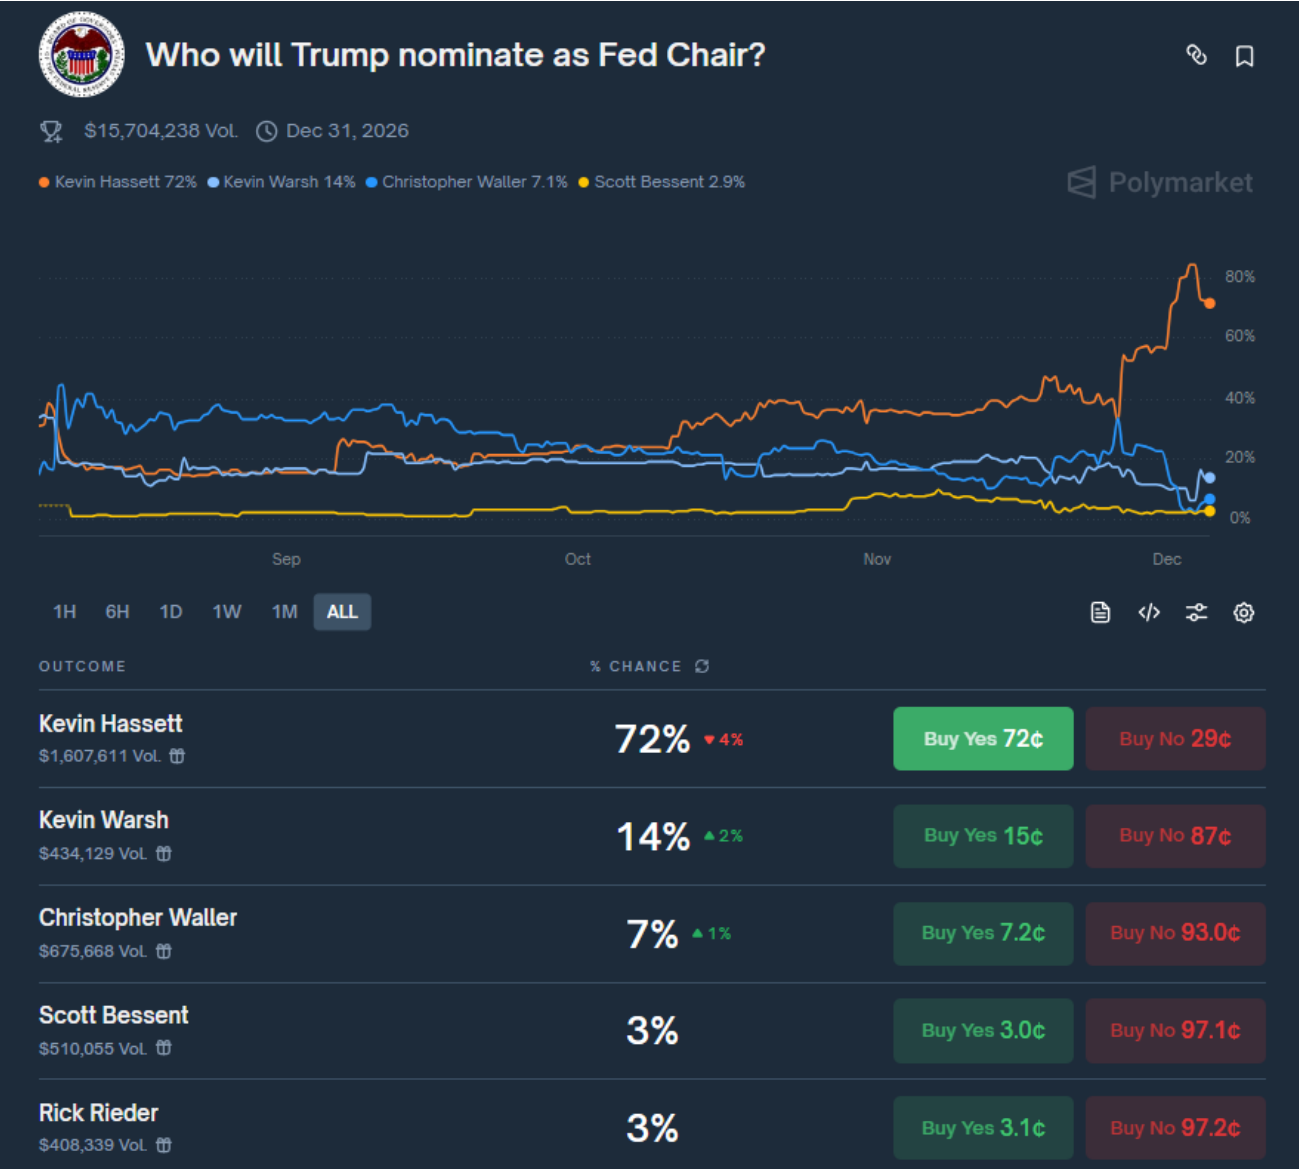 Who will Trump nominate as Fed Chair?
$15,704,238 Vol. Dec 31, 2026
Kevin Hassett 72% Kevin Warsh 14% Christopher Waller 7.1% Scott Bessent 2.9%
Polymarket
80%
60%
40%
20%
0%
Sep Oct Nov Dec
1H 6H 1D 1W 1M ALL
OUTCOME % CHANCE
Kevin Hassett
$1,607,611 Vol.
72% 4%
Buy Yes 72¢ Buy No 29¢
Kevin Warsh
$434,129 Vol.
14% 2%
Buy Yes 15¢ Buy No 87¢
Christopher Waller
$675,668 Vol.
7% 1%
Buy Yes 7.2¢ Buy No 93.0¢
Scott Bessent
$510,055 Vol.
3%
Buy Yes 3.0¢ Buy No 97.1¢
Rick Rieder
$408,339 Vol.
3%
Buy Yes 3.1¢ Buy No 97.2¢